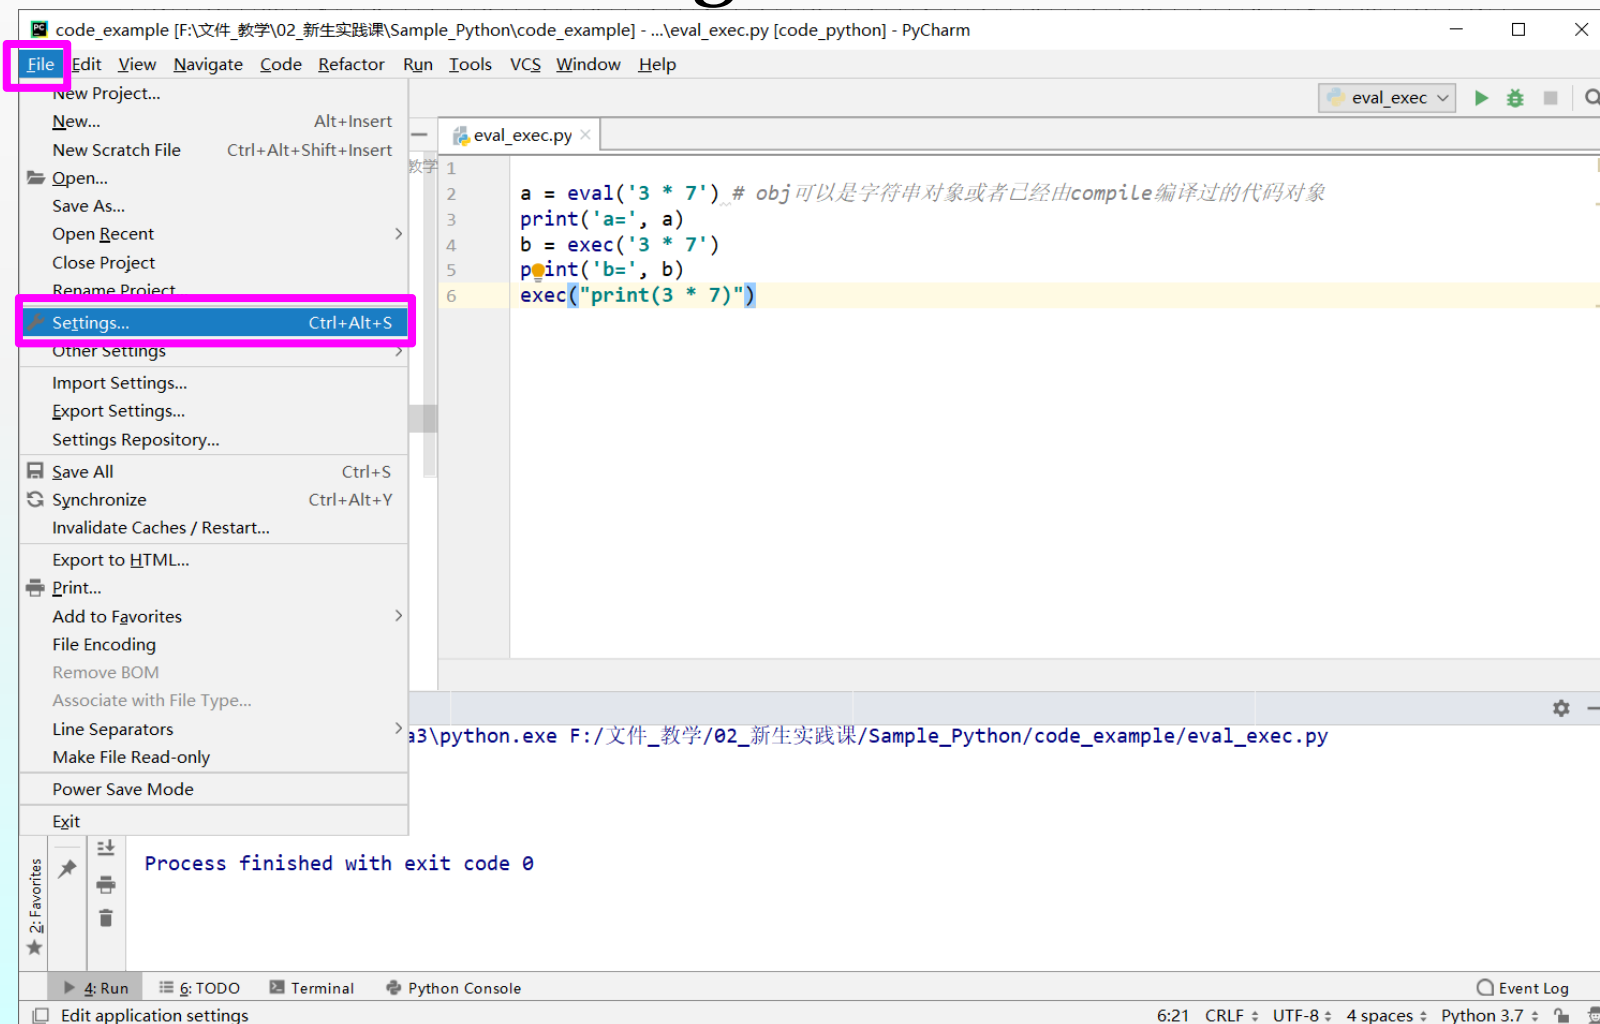 code_example [F:\文件_教学\02_新生实践课\Sample_Python\code_example] - ...\eval_exec.py [code_python] - PyCharm
File Edit View Navigate Code Refactor Run Tools VCS Window Help
New Project...
New... Alt+Insert
New Scratch File Ctrl+Alt+Shift+Insert
Open...
Save As...
Open Recent
Close Project
Rename Project
Settings... Ctrl+Alt+S
Other Settings
Import Settings...
Export Settings...
Settings Repository...
Save All Ctrl+S
Synchronize Ctrl+Alt+Y
Invalidate Caches / Restart...
Export to HTML...
Print...
Add to Favorites
File Encoding
Remove BOM
Associate with File Type...
Line Separators
Make File Read-only
Power Save Mode
Exit
eval_exec
eval_exec.py
教学
1
2 a = eval('3 * 7') # obj可以是字符串对象或者已经由compile编译过的代码对象
3 print('a=', a)
4 b = exec('3 * 7')
5 print('b=', b)
6 exec("print(3 * 7)")
a3\python.exe F:/文件_教学/02_新生实践课/Sample_Python/code_example/eval_exec.py
Process finished with exit code 0
2: Favorites
4: Run 6: TODO Terminal Python Console Event Log
Edit application settings 6:21 CRLF UTF-8 4 spaces Python 3.7